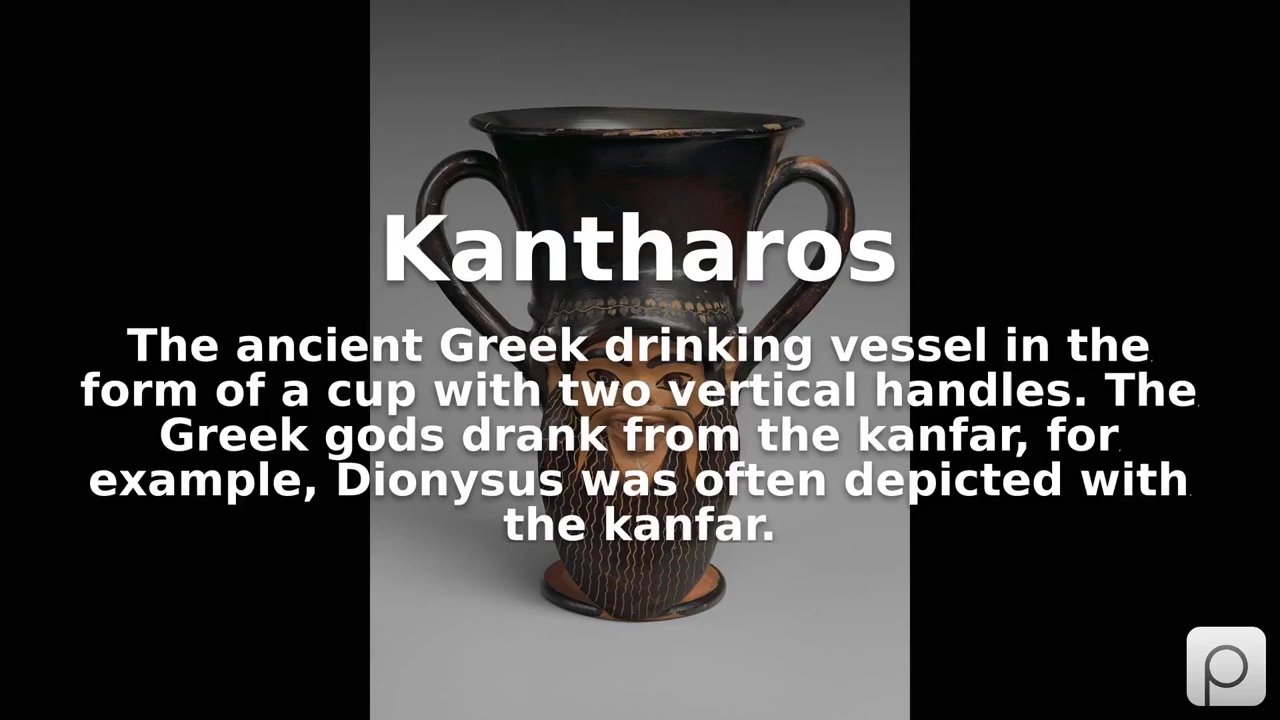 Kantharos
The ancient Greek drinking vessel in the
form of a cup with two vertical handles. The
Greek gods drank from the kanfar, for
example, Dionysus was often depicted with
the kanfar.